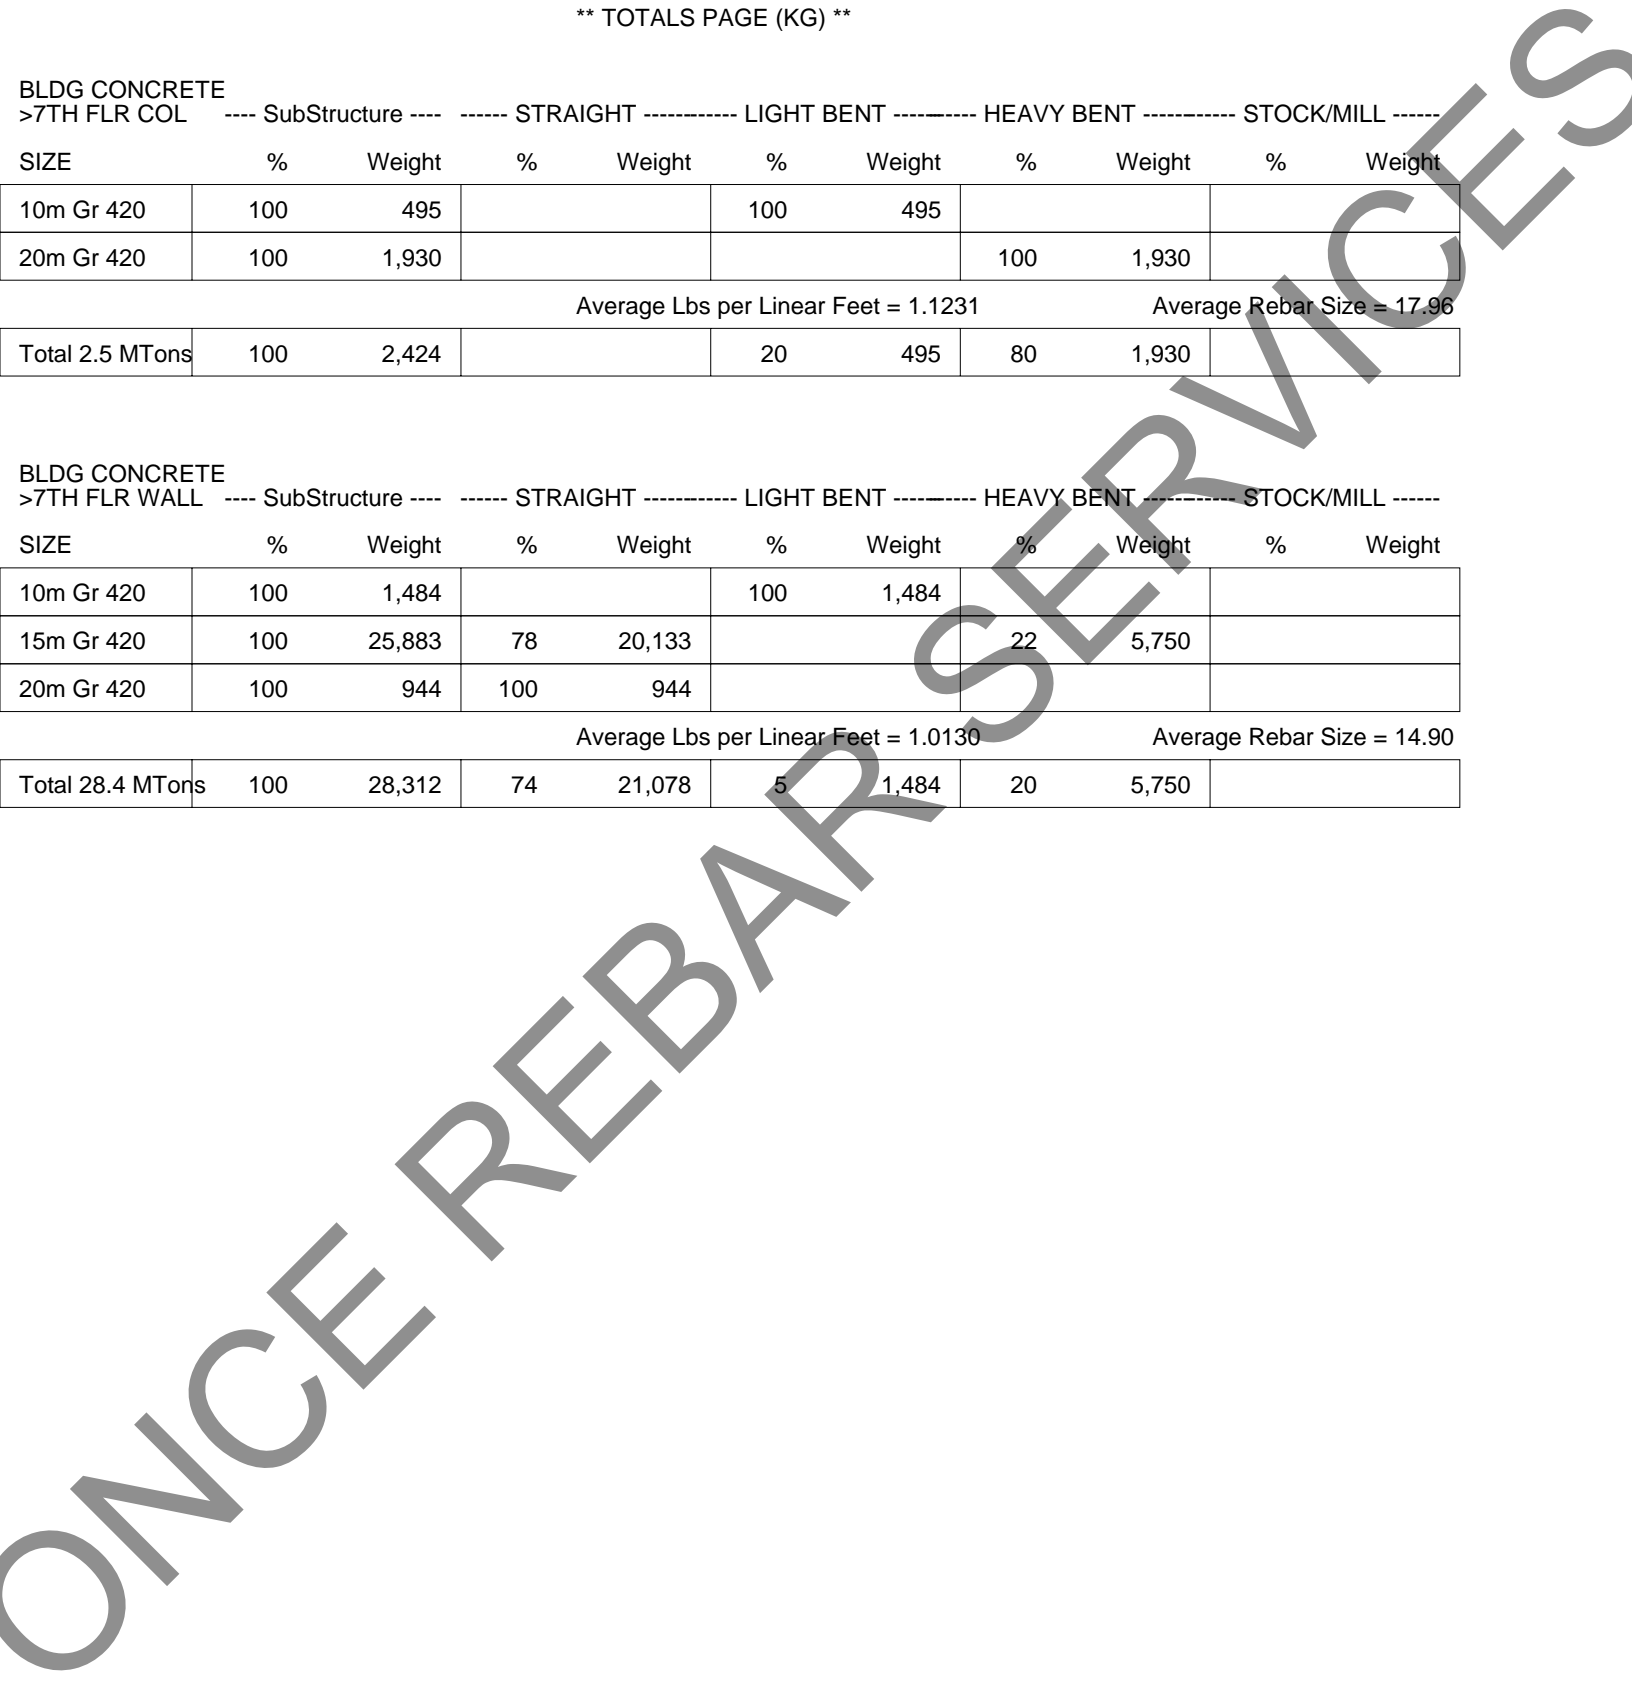 ** TOTALS PAGE (KG) **
BLDG CONCRETE
>7TH FLR COL ---- SubStructure ---- ------ STRAIGHT ------------ LIGHT BENT ------------ HEAVY BENT ------------ STOCK/MILL ------
SIZE % Weight % Weight % Weight % Weight % Weight
10m Gr 420 100 495 100 495
20m Gr 420 100 1,930 100 1,930
Average Lbs per Linear Feet = 1.1231 Average Rebar Size = 17.96
Total 2.5 MTons 100 2,424 20 495 80 1,930
BLDG CONCRETE
>7TH FLR WALL ---- SubStructure ---- ------ STRAIGHT ------------ LIGHT BENT ------------ HEAVY BENT ------------ STOCK/MILL ------
SIZE % Weight % Weight % Weight % Weight % Weight
10m Gr 420 100 1,484 100 1,484
15m Gr 420 100 25,883 78 20,133 22 5,750
20m Gr 420 100 944 100 944
Average Lbs per Linear Feet = 1.0130 Average Rebar Size = 14.90
Total 28.4 MTons 100 28,312 74 21,078 5 1,484 20 5,750
ONCE REBAR SERVICES